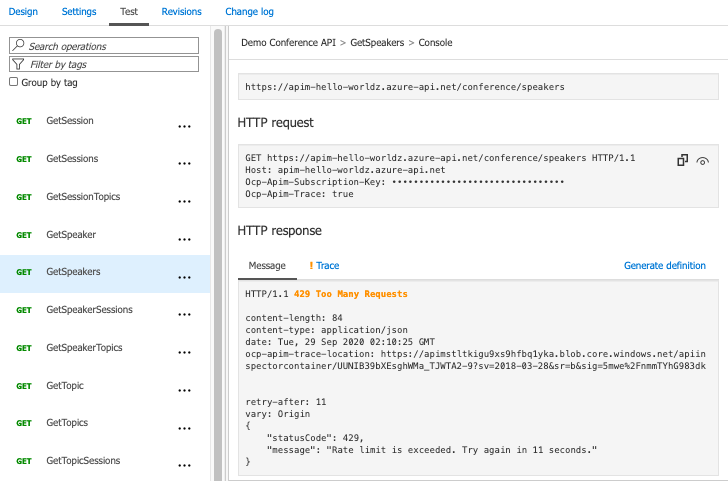 Design Settings Test Revisions Change log
Search operations
Filter by tags
Group by tag
GET GetSession ...
GET GetSessions ...
GET GetSessionTopics ...
GET GetSpeaker ...
GET GetSpeakers ...
GET GetSpeakerSessions ...
GET GetSpeakerTopics ...
GET GetTopic ...
GET GetTopics ...
GET GetTopicSessions ...
Demo Conference API > GetSpeakers > Console
https://apim-hello-worldz.azure-api.net/conference/speakers
HTTP request
GET https://apim-hello-worldz.azure-api.net/conference/speakers HTTP/1.1
Host: apim-hello-worldz.azure-api.net
Ocp-Apim-Subscription-Key: ••••••••••••••••••••••••••••••••
Ocp-Apim-Trace: true
HTTP response
Message ! Trace Generate definition
HTTP/1.1 429 Too Many Requests
content-length: 84
content-type: application/json
date: Tue, 29 Sep 2020 02:10:25 GMT
ocp-apim-trace-location: https://apimstltkigu9xs9hfbq1yka.blob.core.windows.net/apiin
spectorcontainer/UUNIB39bXEsghWMa_TJWTA2-9?sv=2018-03-28&sr=b&sig=5mwe%2FnmmTYhG983dk
retry-after: 11
vary: Origin
{
"statusCode": 429,
"message": "Rate limit is exceeded. Try again in 11 seconds."
}